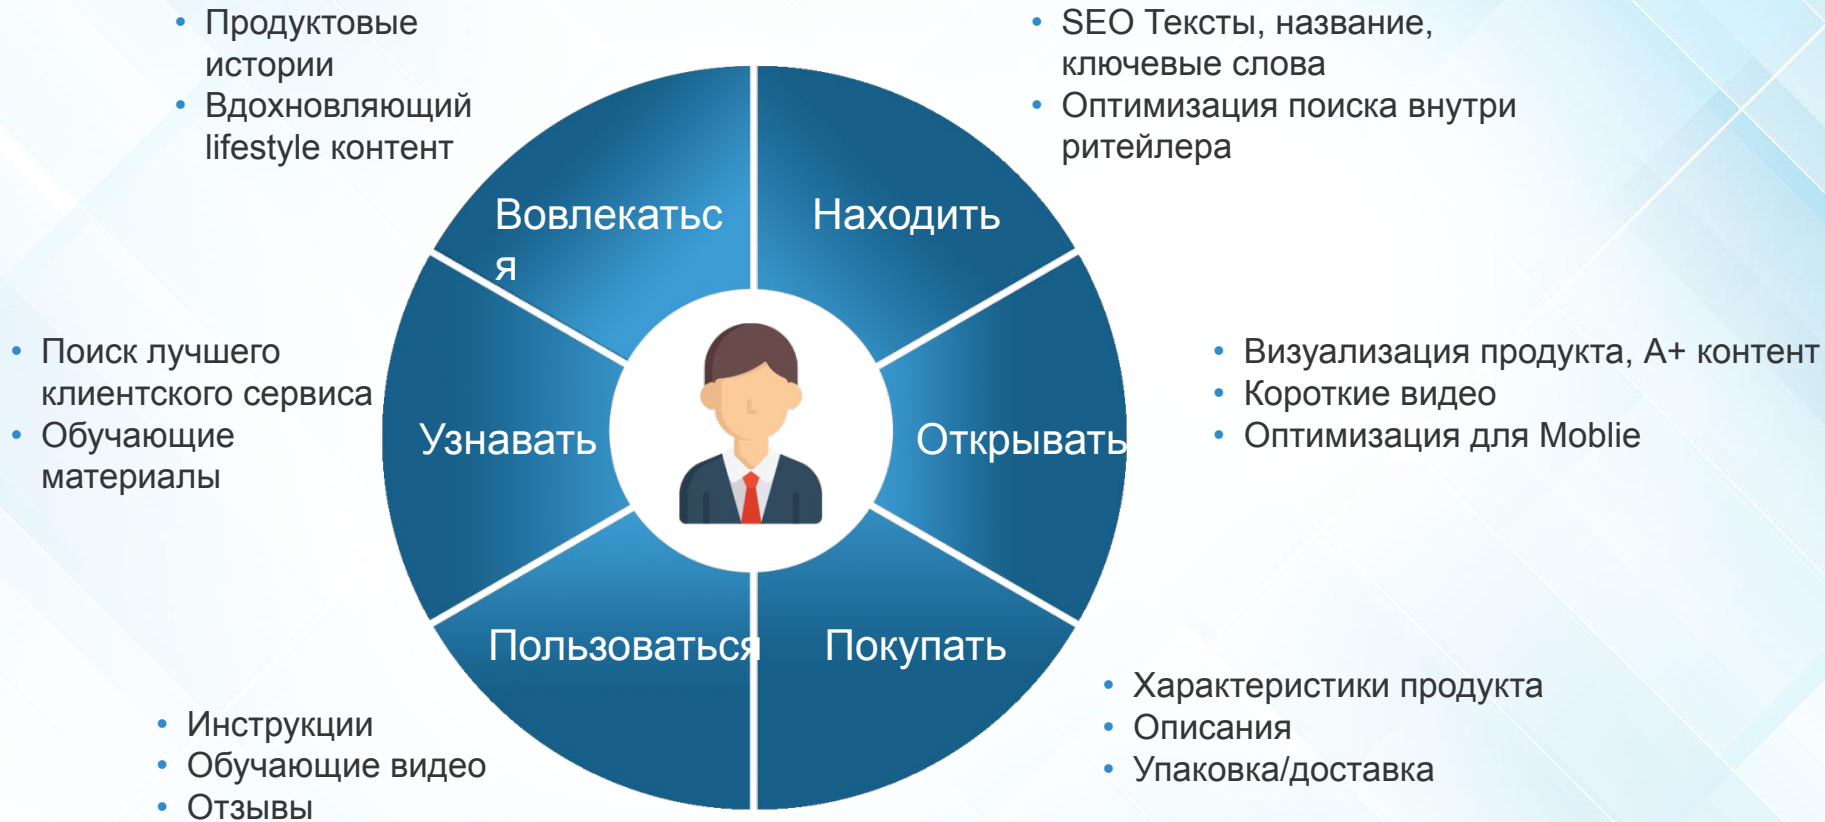 • Продуктовые
истории
• Вдохновляющий
lifestyle контент
• SEO Тексты, название,
ключевые слова
• Оптимизация поиска внутри
ритейлера
Вовлекатьс
я
Находить
• Поиск лучшего
клиентского сервиса
• Обучающие
материалы
Узнавать
Открывать
• Визуализация продукта, А+ контент
• Короткие видео
• Оптимизация для Moblie
Пользоваться
Покупать
• Инструкции
• Обучающие видео
• Отзывы
• Характеристики продукта
• Описания
• Упаковка/доставка